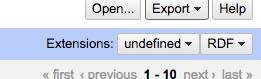 Open... Export Help
Extensions: undefined RDF
« first ‹ previous 1 - 10 next › last »